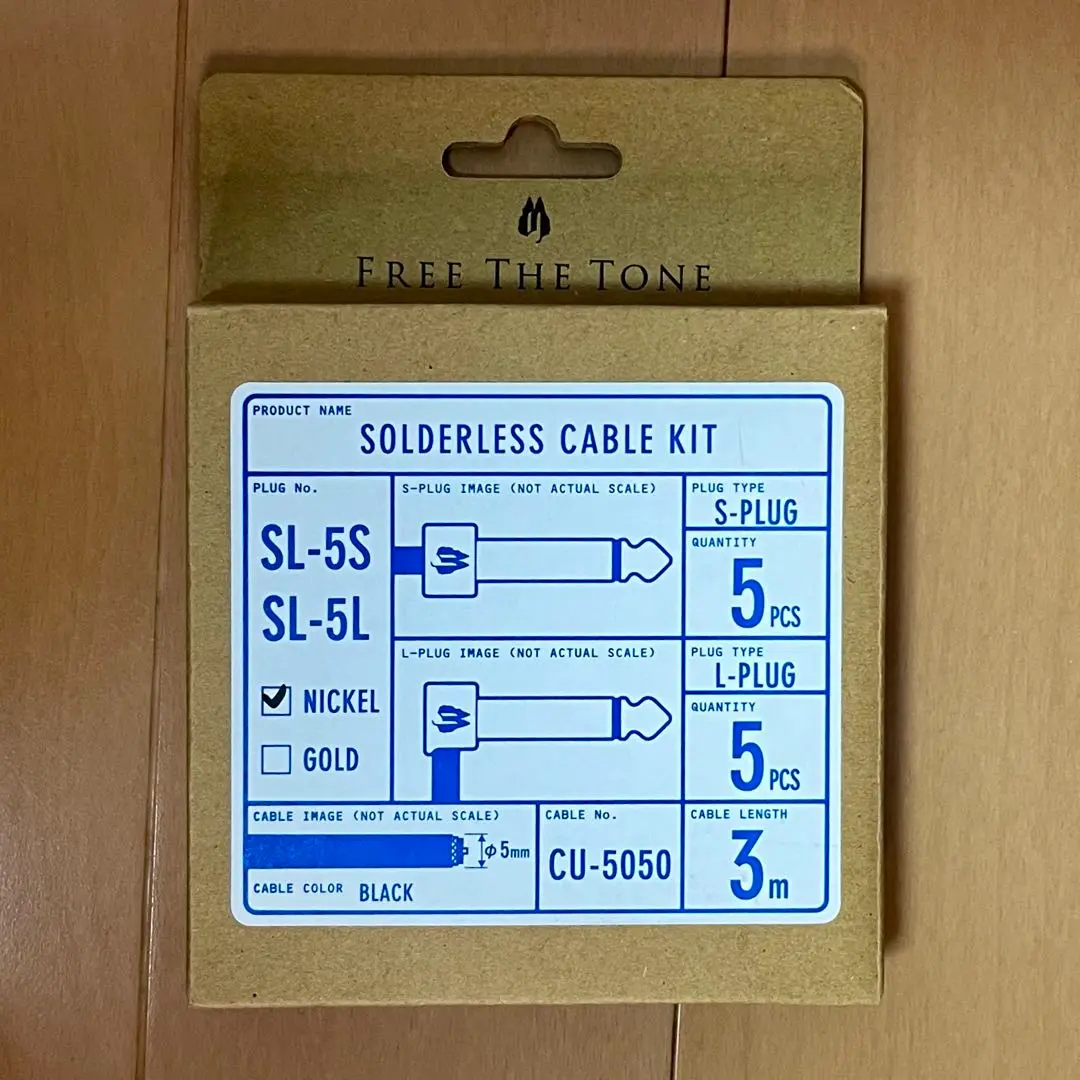 FREE THE TONE
PRODUCT NAME
SOLDERLESS CABLE KIT
PLUG No.
SL-5S
SL-5L
NICKEL
GOLD
S-PLUG IMAGE (NOT ACTUAL SCALE)
PLUG TYPE
S-PLUG
QUANTITY
5 PCS
L-PLUG IMAGE (NOT ACTUAL SCALE)
PLUG TYPE
L-PLUG
QUANTITY
5 PCS
CABLE IMAGE (NOT ACTUAL SCALE)
φ 5mm
CABLE COLOR BLACK
CABLE No.
CU-5050
CABLE LENGTH
3 m